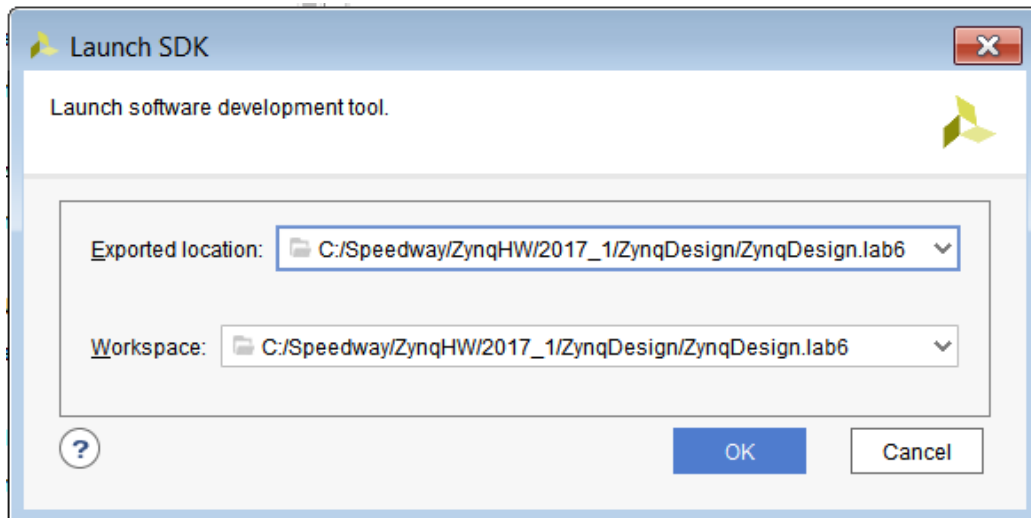 Launch SDK
Launch software development tool.
Exported location: C:/Speedway/ZynqHW/2017_1/ZynqDesign/ZynqDesign.lab6
Workspace: C:/Speedway/ZynqHW/2017_1/ZynqDesign/ZynqDesign.lab6
? OK Cancel